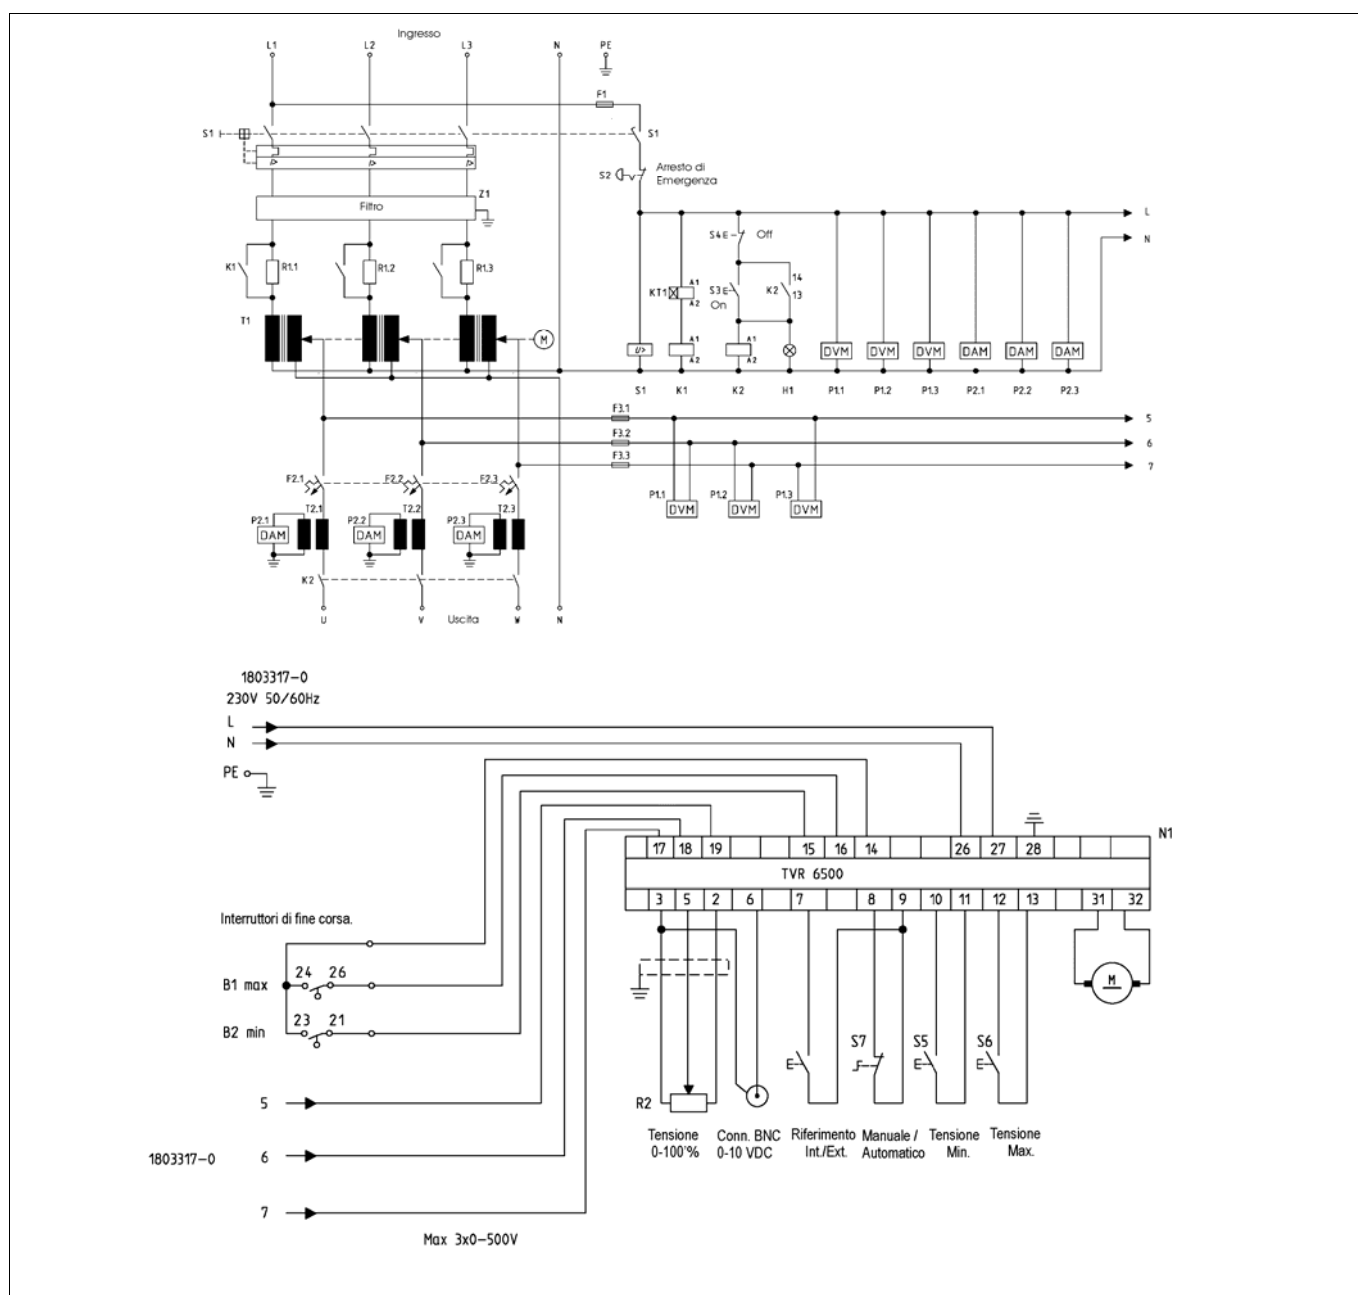 Ingresso
L1 L2 L3 N PE
F1
S1 S1
S2 Arresto di
Emergenza
Z1
Filtro
L
S4 E Off
N
K1 R1.1 R1.2 R1.3
14
KT1 A1
A2
S3 E K2 13
On
T1
M
U> A1
A2 A1
A2 DVM DVM DVM DAM DAM DAM
S1 K1 K2 H1 P1.1 P1.2 P1.3 P2.1 P2.2 P2.3
F3.1 5
F3.2 6
F3.3 7
F2.1 F2.2 F2.3
P1.1 P1.2 P1.3
DVM DVM DVM
P2.1 T2.1 P2.2 T2.2 P2.3 T2.3
DAM DAM DAM
K2
U V Uscita W N
1803317-0
230V 50/60Hz
L
N
PE
N1
17 18 19 15 16 14 26 27 28
TVR 6500
3 5 2 6 7 8 9 10 11 12 13 31 32
Interruttori di fine corsa.
B1 max 24 26
M
B2 min 23 21
S7 S5 S6
E E E
5
R2
Tensione
0-100°%
Conn. BNC
0-10 VDC
Riferimento
Int./Ext.
Manuale /
Automatico
Tensione
Min.
Tensione
Max.
1803317-0 6
7
Max 3x0-500V